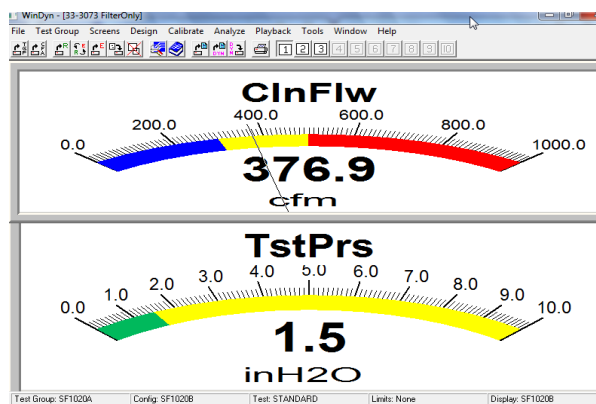 WinDyn - [33-3073 FilterOnly]
File Test Group Screens Design Calibrate Analyze Playback Tools Window Help
1 2 3 4 5 6 7 8 9 10
ClnFlw
0.0 200.0 400.0 600.0 800.0 1000.0
376.9
cfm
TstPrs
0.0 1.0 2.0 3.0 4.0 5.0 6.0 7.0 8.0 9.0 10.0
1.5
inH2O
Test Group: SF1020A Config: SF1020B Test: STANDARD Limits: None Display: SF1020B